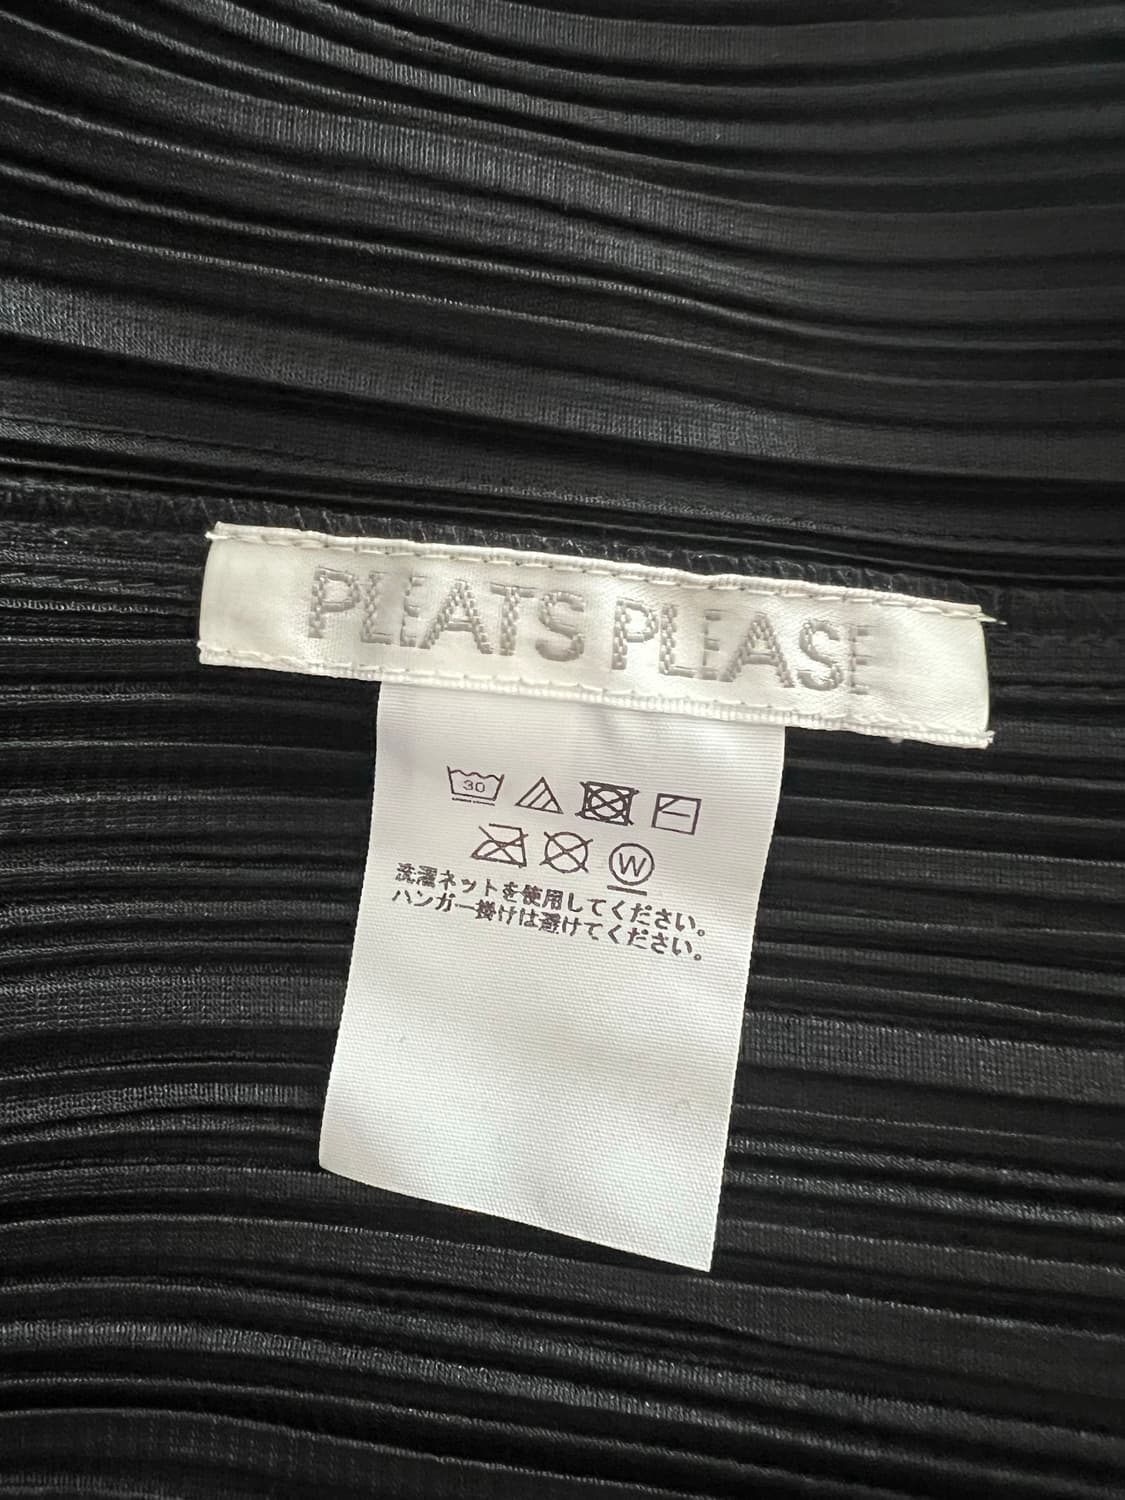 PLEATS PLEASE
30
W
洗濯ネットを使用してください。
ハンガー掛けは避けてください。